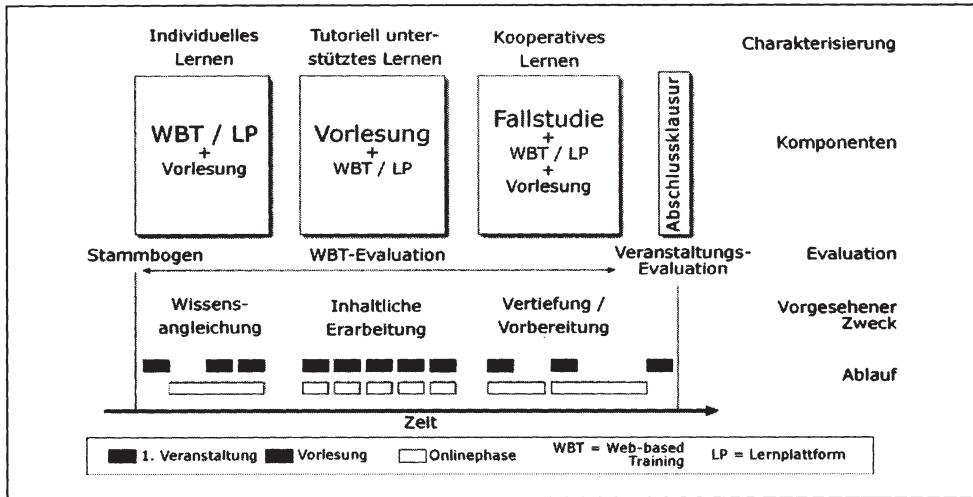 Individuelles
Lernen
Tutoriell unter-
stütztes Lernen
Kooperatives
Lernen
Charakterisierung
WBT / LP
+
Vorlesung
Vorlesung
+
WBT / LP
Fallstudie
+
WBT / LP
+
Vorlesung
Abschlussklausur
Komponenten
Stammbogen
WBT-Evaluation
Veranstaltungs-
Evaluation
Evaluation
Wissens-
angleichung
Inhaltliche
Erarbeitung
Vertiefung /
Vorbereitung
Vorgesehener
Zweck
Ablauf
Zeit
1. Veranstaltung
Vorlesung
Onlinephase
WBT = Web-based
Training
LP = Lernplattform